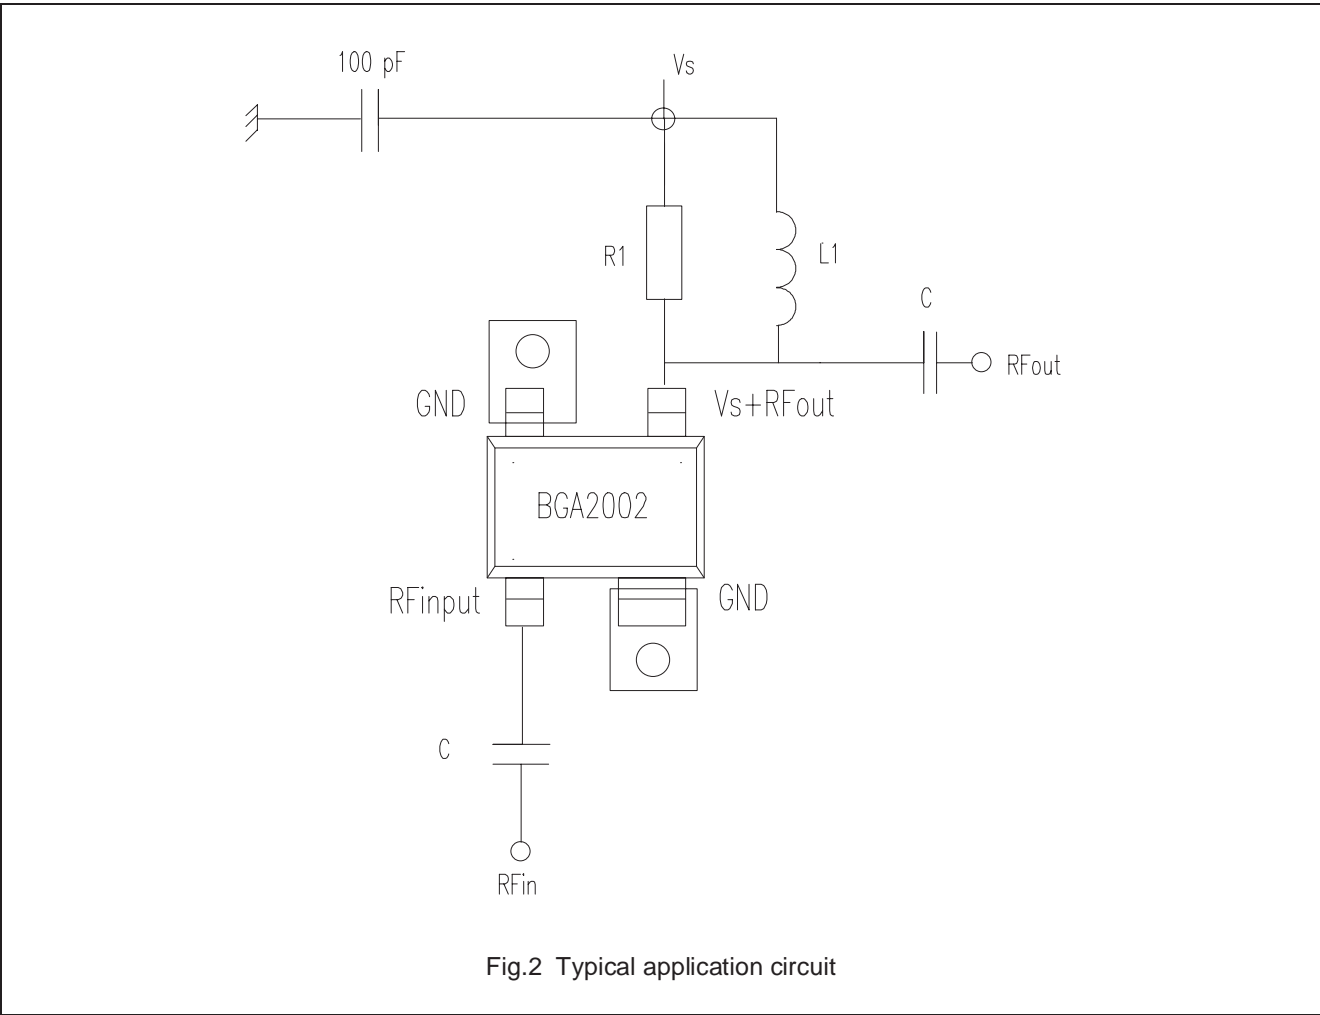 100 pF
Vs
R1
L1
C
RFout
GND
Vs+RFout
BGA2002
RFinput
GND
C
RFin
Fig.2 Typical application circuit